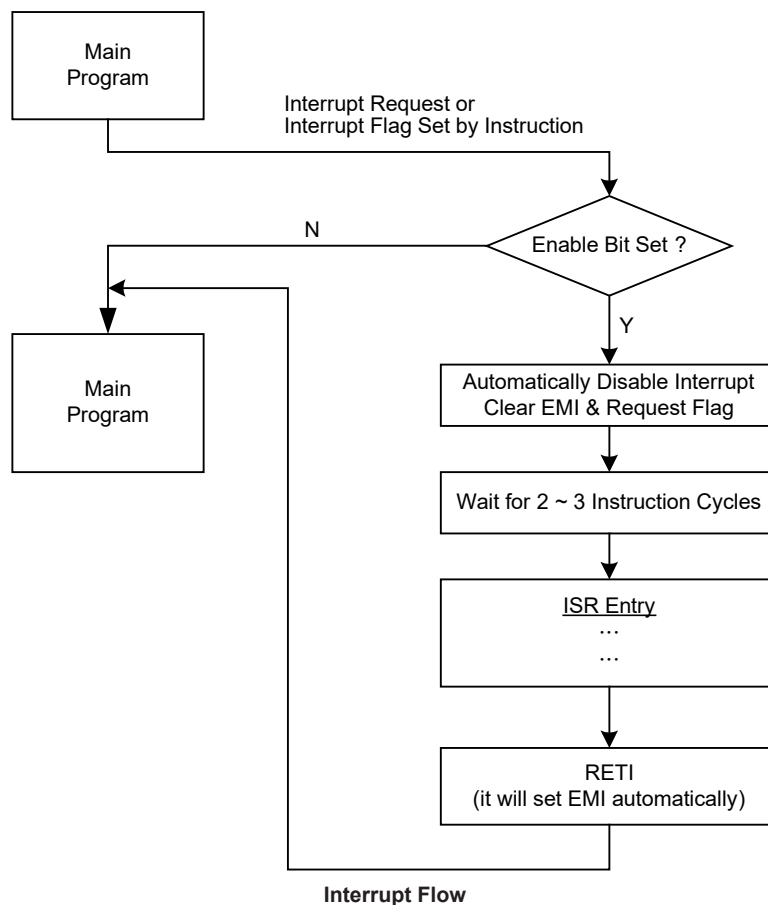 Main
Program
Interrupt Request or
Interrupt Flag Set by Instruction
Enable Bit Set ?
N
Y
Main
Program
Automatically Disable Interrupt
Clear EMI & Request Flag
Wait for 2 ~ 3 Instruction Cycles
ISR Entry
...
...
RETI
(it will set EMI automatically)
Interrupt Flow